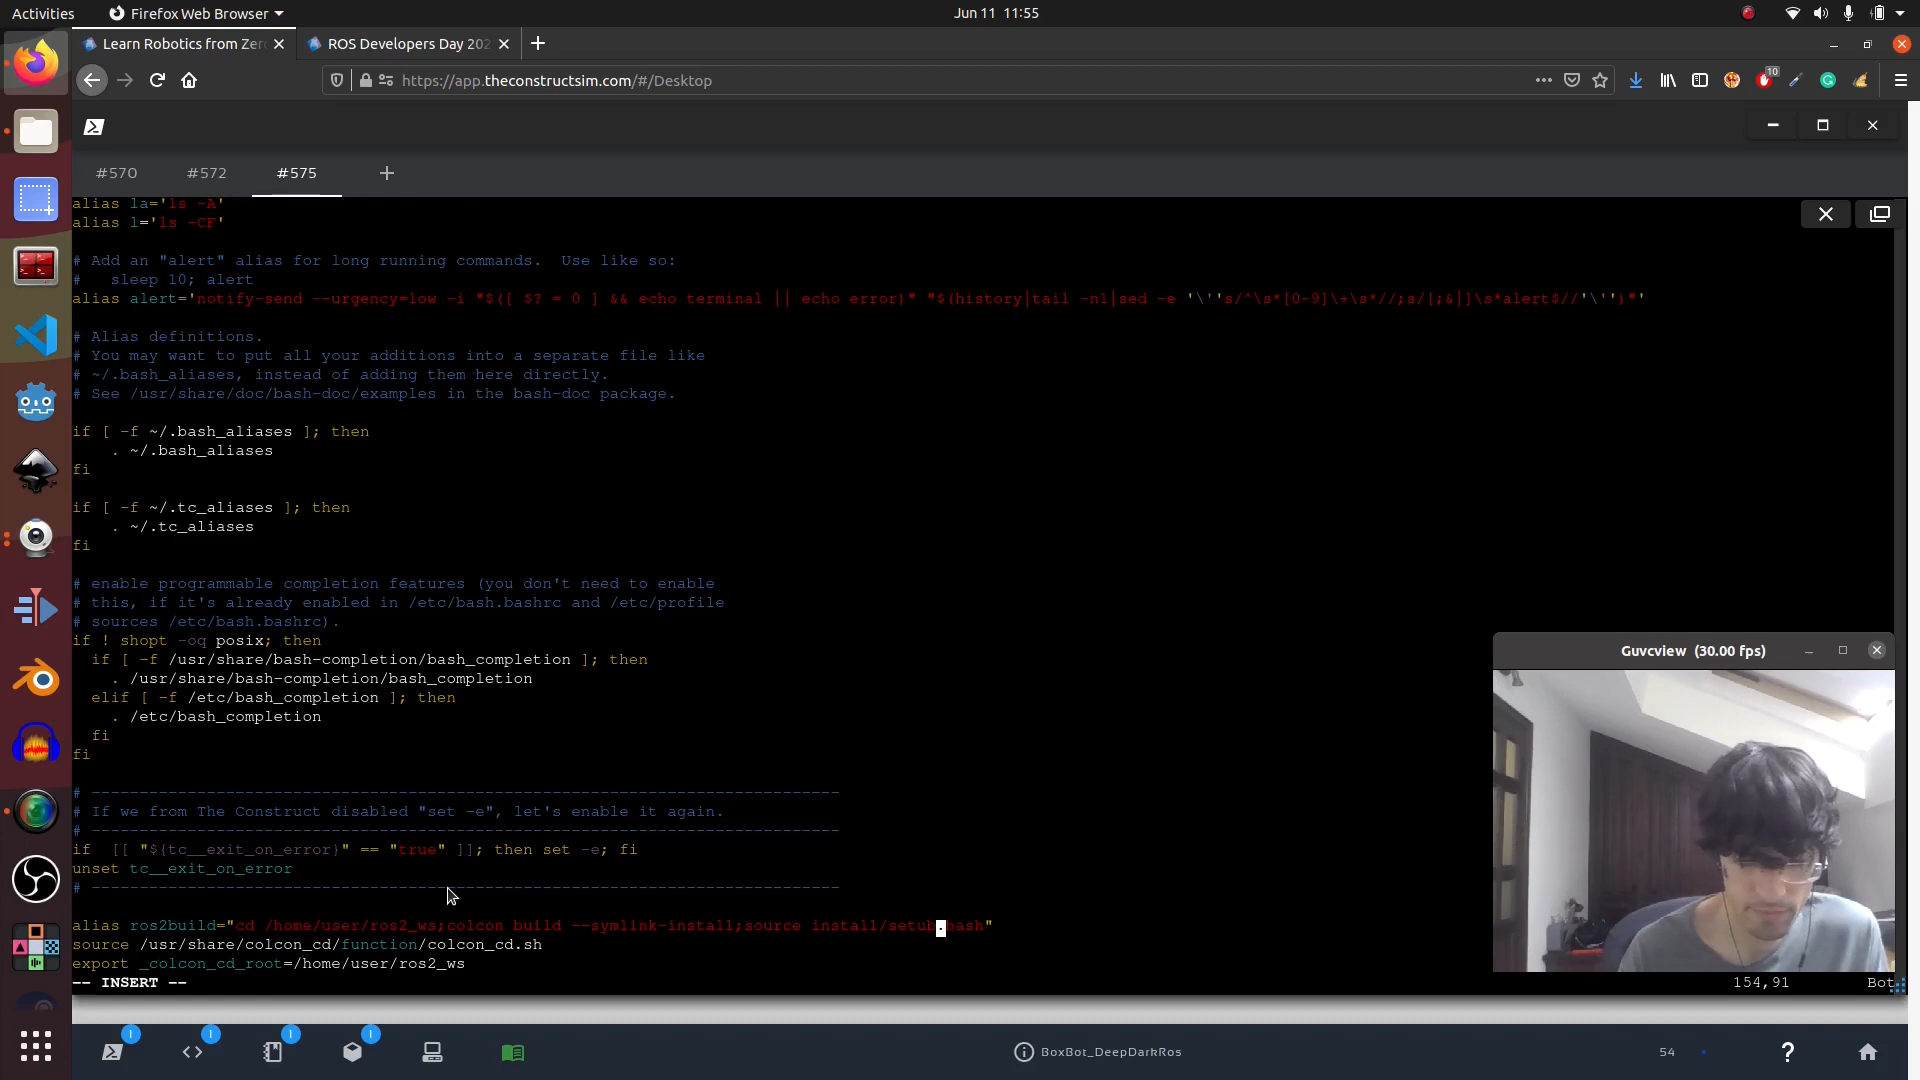 Activities
Firefox Web Browser
Jun 11 11:55
Learn Robotics from Zer
ROS Developers Day 202
https://app.theconstructsim.com/#/Desktop
10
#570
#572
#575
alias la='ls -A'
alias l='ls -CF'
# Add an "alert" alias for long running commands.  Use like so:
#   sleep 10; alert
alias alert='notify-send --urgency=low -i "$([ $? = 0 ] && echo terminal || echo error)" "$(history|tail -n1|sed -e '\''s/^\s*[0-9]\+\s*//;s/[;&|]\s*alert$//'\'')"'
# Alias definitions.
# You may want to put all your additions into a separate file like
# ~/.bash_aliases, instead of adding them here directly.
# See /usr/share/doc/bash-doc/examples in the bash-doc package.
if [ -f ~/.bash_aliases ]; then
    . ~/.bash_aliases
fi
if [ -f ~/.tc_aliases ]; then
    . ~/.tc_aliases
fi
# enable programmable completion features (you don't need to enable
# this, if it's already enabled in /etc/bash.bashrc and /etc/profile
# sources /etc/bash.bashrc).
if ! shopt -oq posix; then
  if [ -f /usr/share/bash-completion/bash_completion ]; then
    . /usr/share/bash-completion/bash_completion
  elif [ -f /etc/bash_completion ]; then
    . /etc/bash_completion
  fi
fi
# ------------------------------------------------------------------------------
# If we from The Construct disabled "set -e", let's enable it again.
# ------------------------------------------------------------------------------
if  [[ "${tc__exit_on_error}" == "true" ]]; then set -e; fi
unset tc__exit_on_error
# ------------------------------------------------------------------------------
alias ros2build="cd /home/user/ros2_ws;colcon build --symlink-install;source install/setub.bash"
source /usr/share/colcon_cd/function/colcon_cd.sh
export _colcon_cd_root=/home/user/ros2_ws
-- INSERT --
154,91
Bot
Guvcview (30.00 fps)
1
1
1
1
BoxBot_DeepDarkRos
54